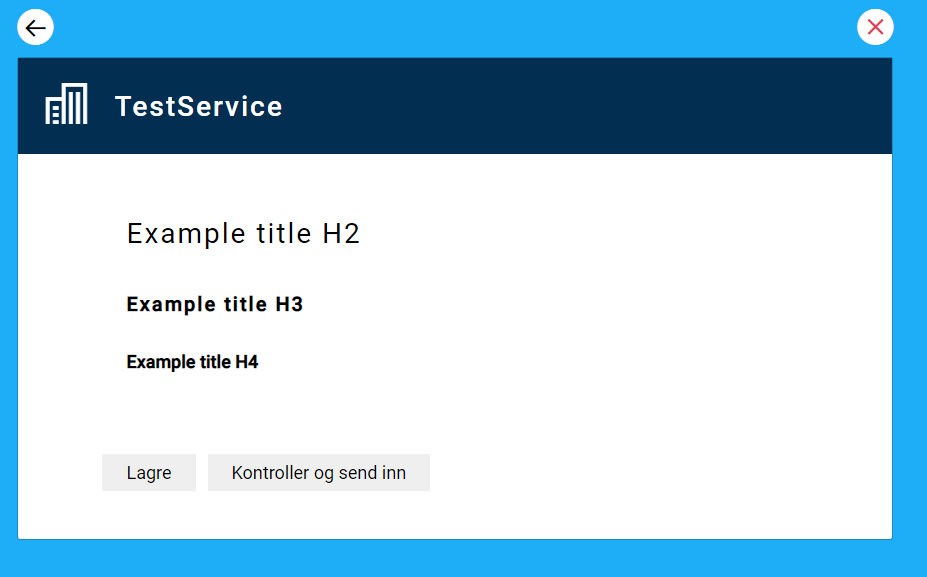 TestService
Example title H2
Example title H3
Example title H4
Lagre Kontroller og send inn